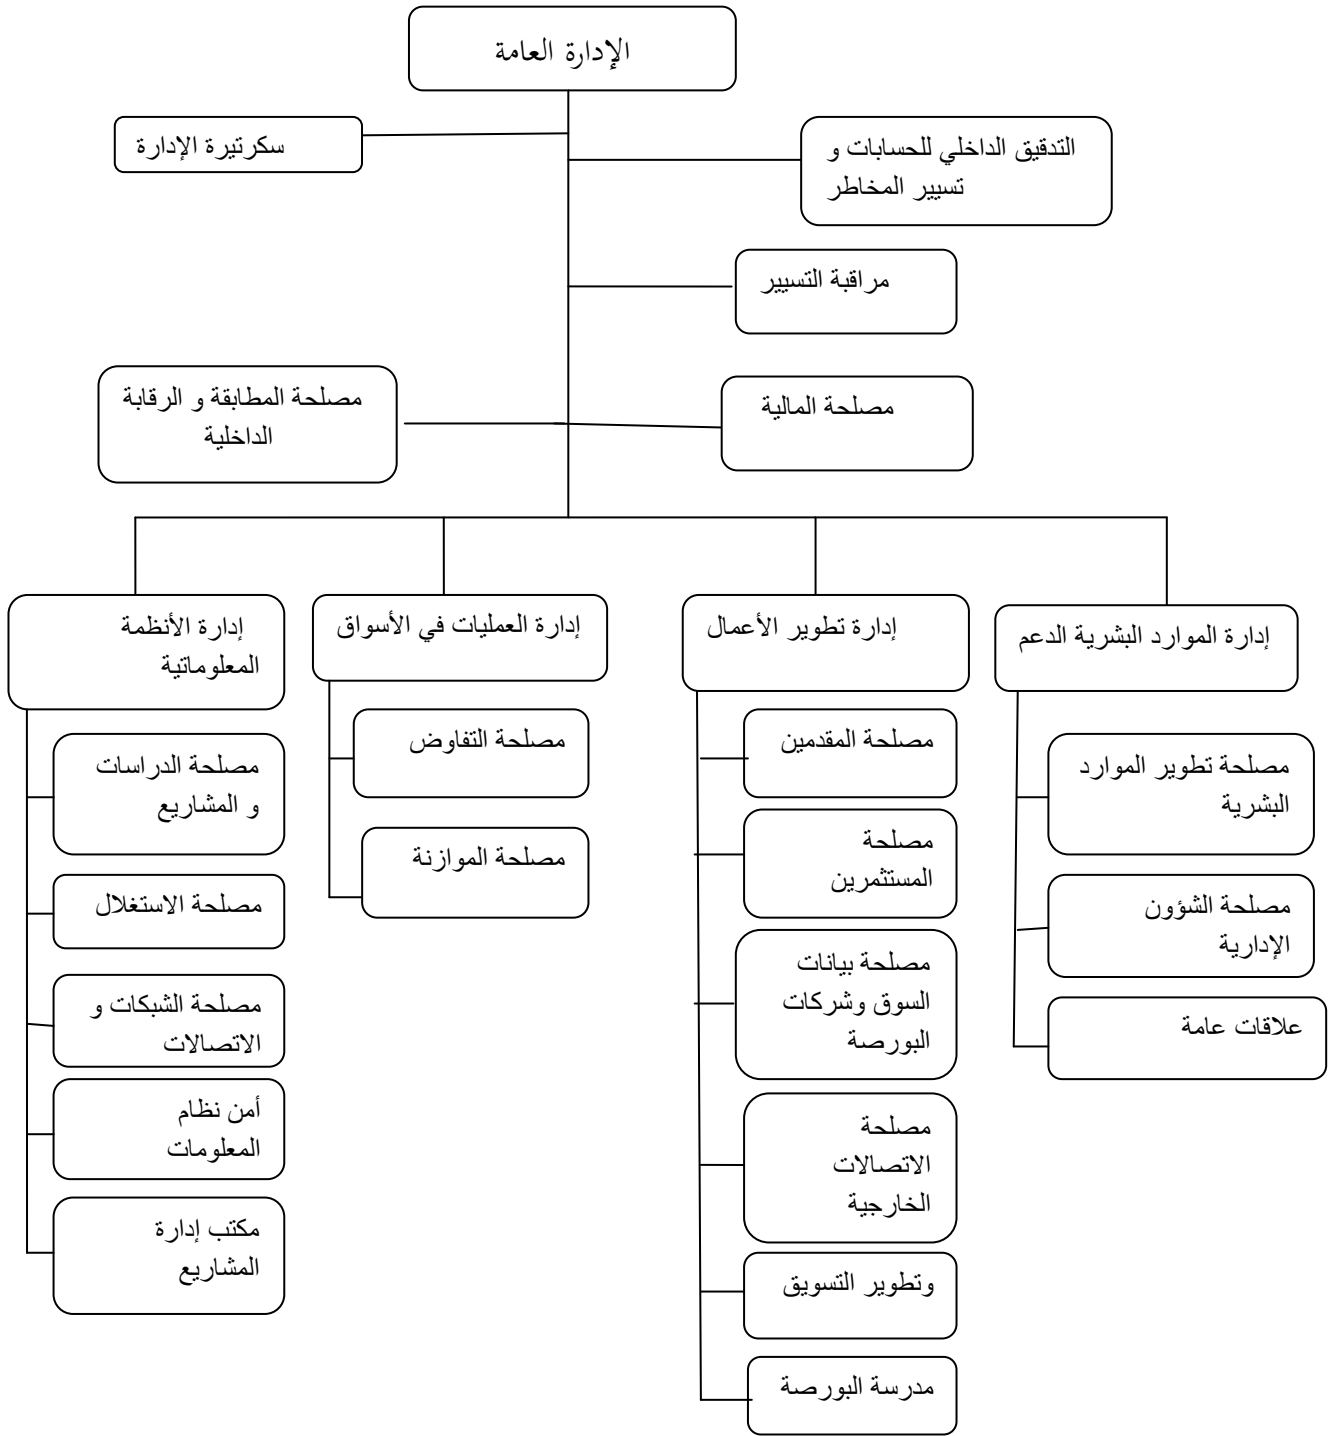 الإدارة العامة
سكرتيرة الإدارة
التدقيق الداخلي للحسابات و
تسيير المخاطر
مراقبة التسيير
مصلحة المطابقة و الرقابة
الداخلية
مصلحة المالية
إدارة الموارد البشرية الدعم
مصلحة تطوير الموارد
البشرية
مصلحة الشؤون
الإدارية
علاقات عامة
إدارة تطوير الأعمال
مصلحة المقدمين
مصلحة
المستثمرين
مصلحة بيانات
السوق وشركات
البورصة
مصلحة
الاتصالات
الخارجية
وتطوير التسويق
مدرسة البورصة
إدارة العمليات في الأسواق
مصلحة التفاوض
مصلحة الموازنة
إدارة الأنظمة
المعلوماتية
مصلحة الدراسات
و المشاريع
مصلحة الاستغلال
مصلحة الشبكات و
الاتصالات
أمن نظام
المعلومات
مكتب إدارة
المشاريع